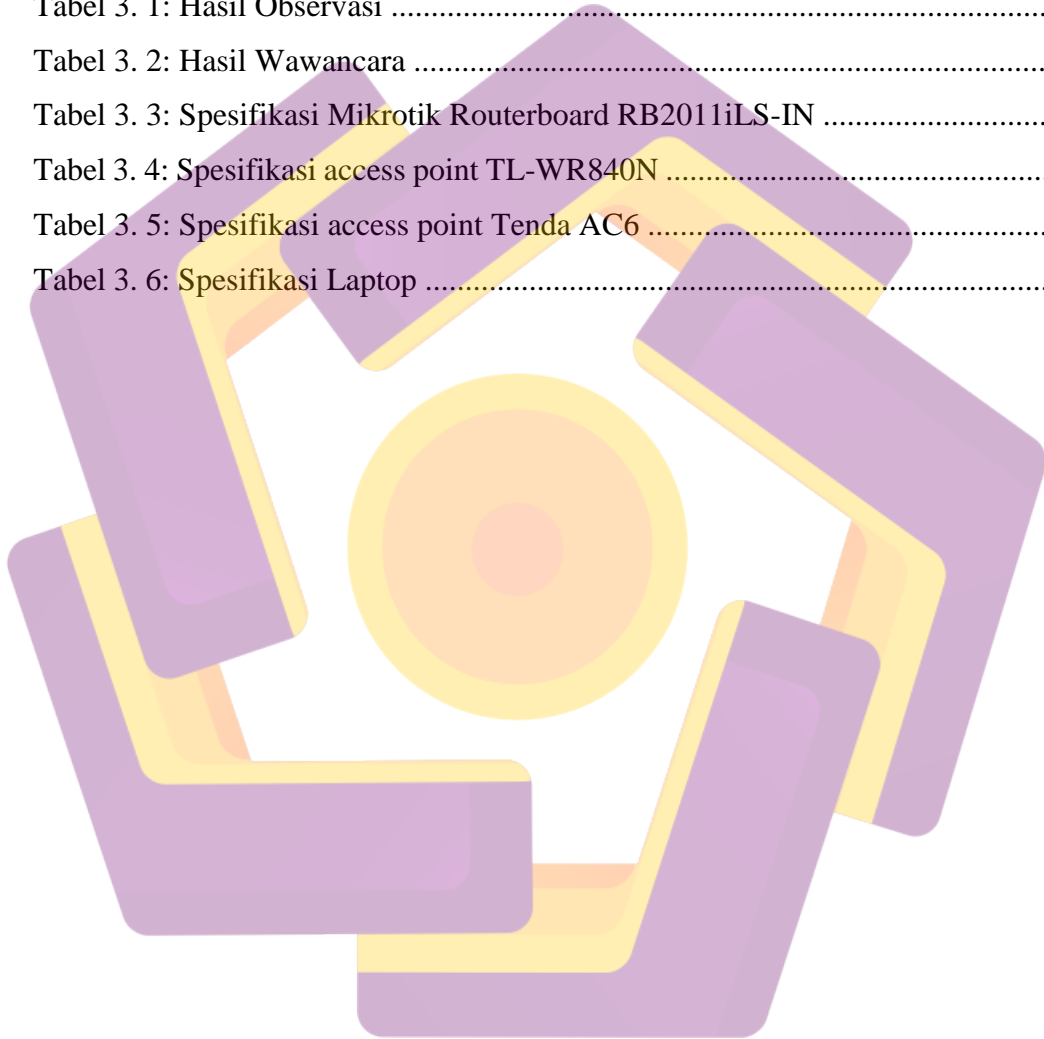 Tabel 3. 1: Hasil Observasi ...................................................................................
Tabel 3. 2: Hasil Wawancara ................................................................................
Tabel 3. 3: Spesifikasi Mikrotik Routerboard RB2011iLS-IN ............................
Tabel 3. 4: Spesifikasi access point TL-WR840N ................................................
Tabel 3. 5: Spesifikasi access point Tenda AC6 ..................................................
Tabel 3. 6: Spesifikasi Laptop ..............................................................................